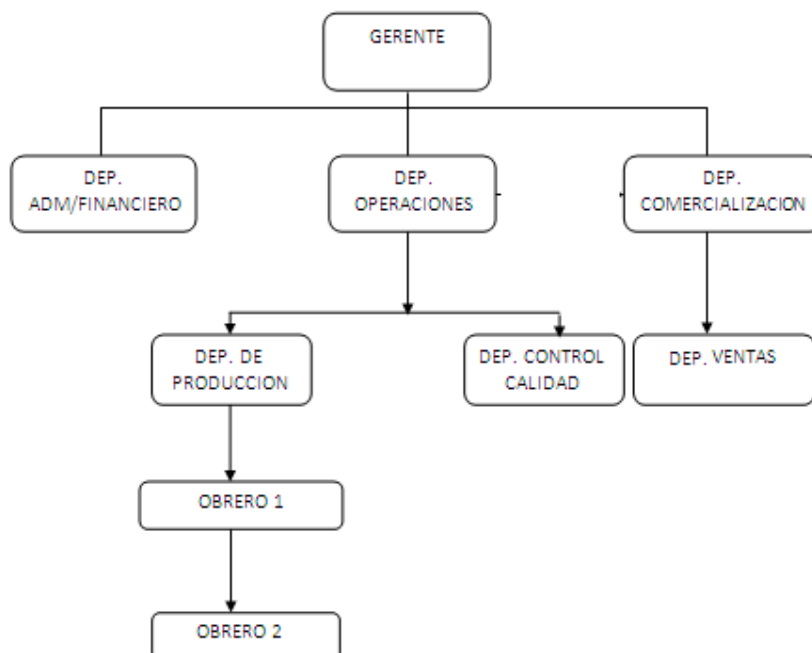 GERENTE
DEP.
ADM/FINANCIERO
DEP.
OPERACIONES
DEP.
COMERCIALIZACION
DEP. DE
PRODUCCION
DEP. CONTROL
CALIDAD
DEP. VENTAS
OBRERO 1
OBRERO 2